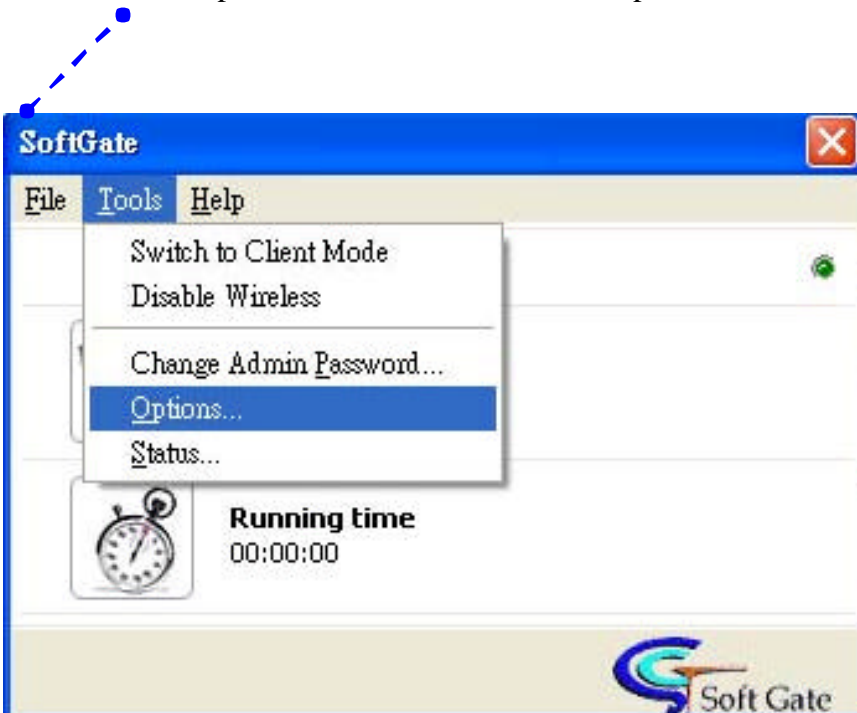 SoftGate
File Tools Help
Switch to Client Mode
Disable Wireless
Change Admin Password...
Options...
Status...
Running time
00:00:00
Soft Gate